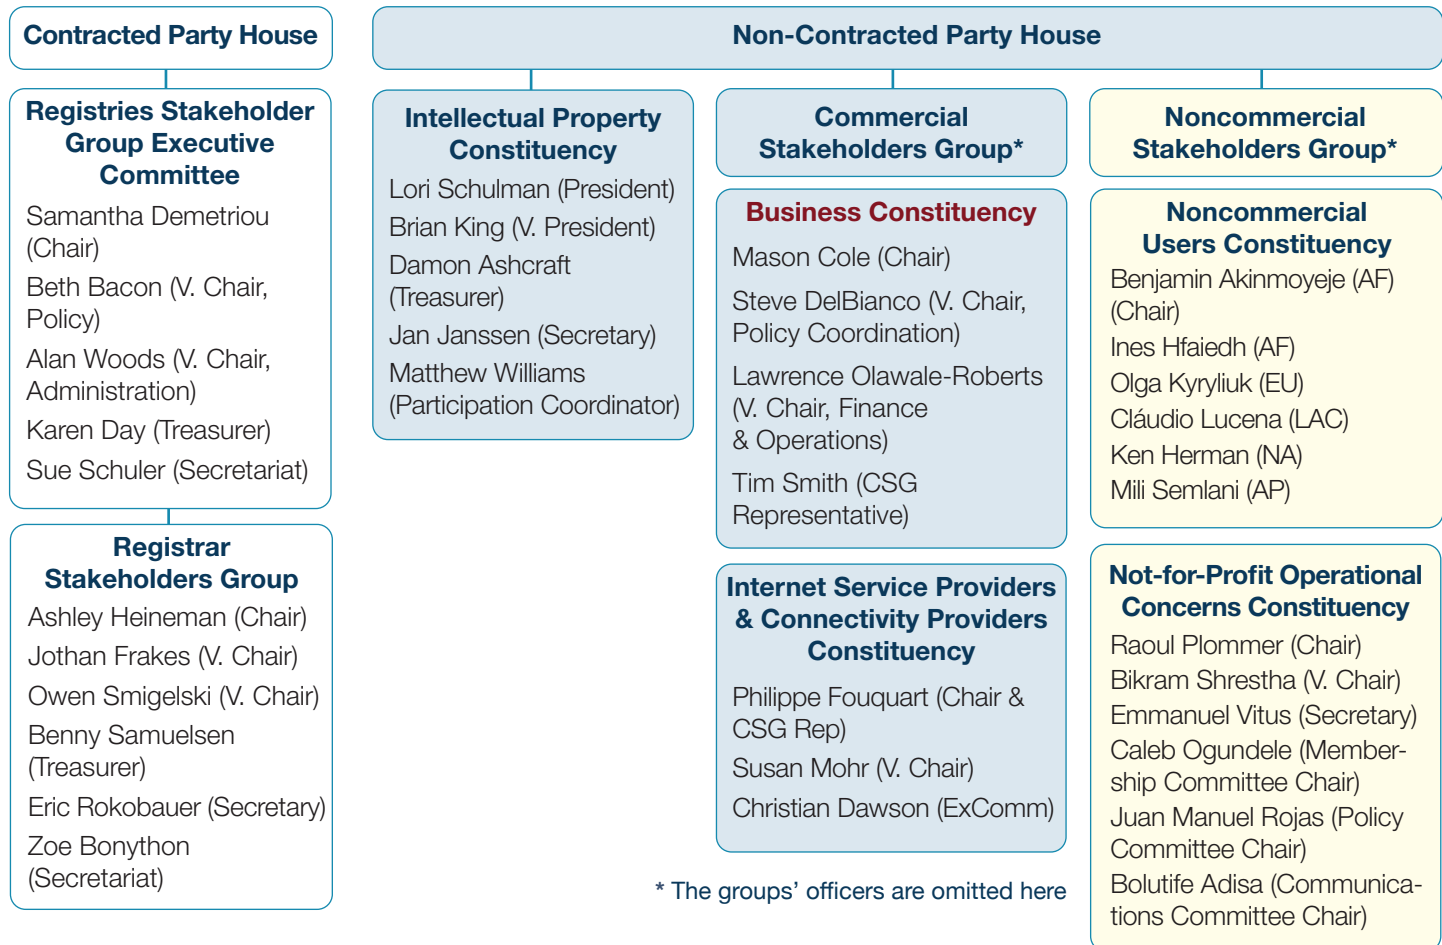 Contracted Party House
Registries Stakeholder
Group Executive
Committee
Samantha Demetriou
(Chair)
Beth Bacon (V. Chair,
Policy)
Alan Woods (V. Chair,
Administration)
Karen Day (Treasurer)
Sue Schuler (Secretariat)
Registrar
Stakeholders Group
Ashley Heineman (Chair)
Jothan Frakes (V. Chair)
Owen Smigelski (V. Chair)
Benny Samuelsen
(Treasurer)
Eric Rokobauer (Secretary)
Zoe Bonython
(Secretariat)
Non-Contracted Party House
Intellectual Property
Constituency
Lori Schulman (President)
Brian King (V. President)
Damon Ashcraft
(Treasurer)
Jan Janssen (Secretary)
Matthew Williams
(Participation Coordinator)
Commercial
Stakeholders Group*
Business Constituency
Mason Cole (Chair)
Steve DelBianco (V. Chair,
Policy Coordination)
Lawrence Olawale-Roberts
(V. Chair, Finance
& Operations)
Tim Smith (CSG
Representative)
Internet Service Providers
& Connectivity Providers
Constituency
Philippe Fouquart (Chair &
CSG Rep)
Susan Mohr (V. Chair)
Christian Dawson (ExComm)
Noncommercial
Stakeholders Group*
Noncommercial
Users Constituency
Benjamin Akinmoyeje (AF)
(Chair)
Ines Hfaiedh (AF)
Olga Kyryliuk (EU)
Cláudio Lucena (LAC)
Ken Herman (NA)
Mili Semlani (AP)
Not-for-Profit Operational
Concerns Constituency
Raoul Plommer (Chair)
Bikram Shrestha (V. Chair)
Emmanuel Vitus (Secretary)
Caleb Ogundele (Member-
ship Committee Chair)
Juan Manuel Rojas (Policy
Committee Chair)
Bolutife Adisa (Communica-
tions Committee Chair)
* The groups' officers are omitted here